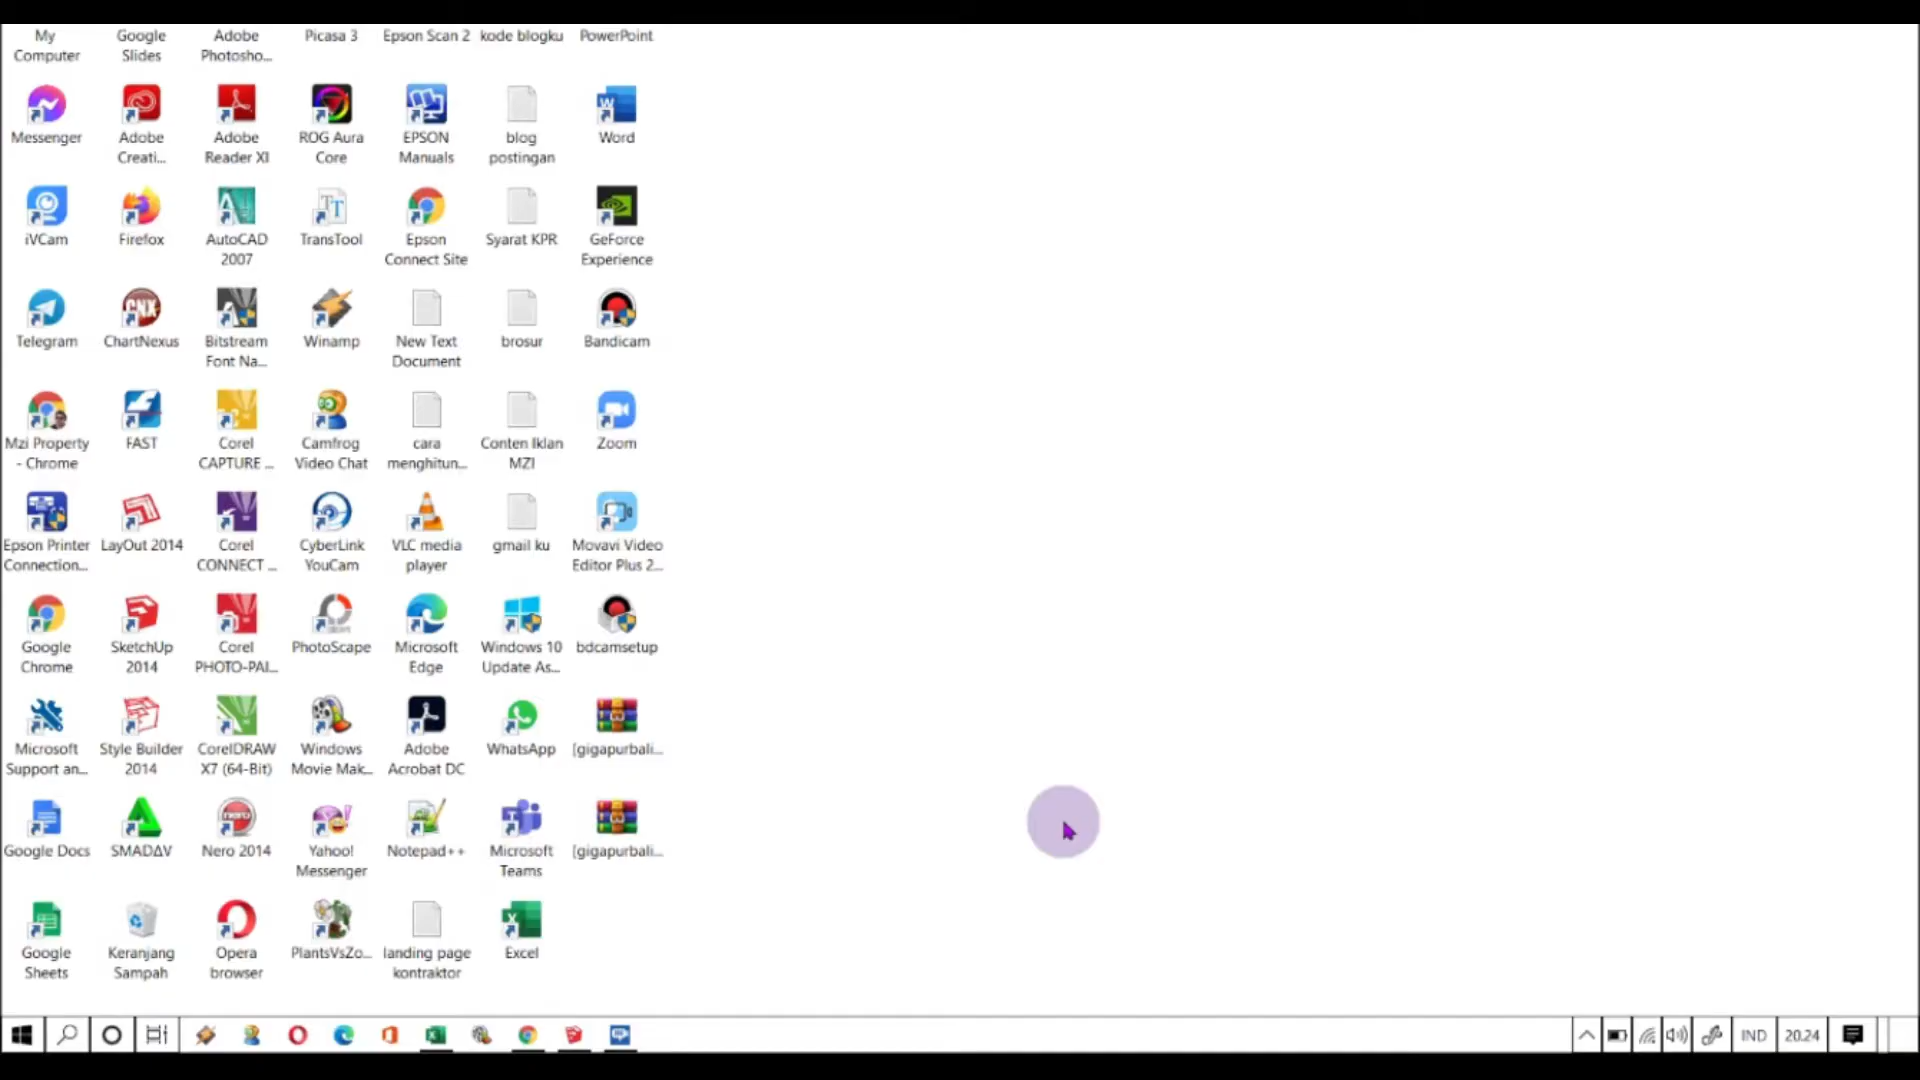 My
Computer
Google
Slides
Adobe
Photosho...
Picasa 3
Epson Scan 2
kode blogku
PowerPoint
Messenger
Adobe
Creati...
Adobe
Reader XI
ROG Aura
Core
EPSON
Manuals
blog
postingan
Word
iVCam
Firefox
AutoCAD
2007
TransTool
Epson
Connect Site
Syarat KPR
GeForce
Experience
Telegram
ChartNexus
Bitstream
Font Na...
Winamp
New Text
Document
brosur
Bandicam
Mzi Property
- Chrome
FAST
Corel
CAPTURE ...
Camfrog
Video Chat
cara
menghitun...
Conten Iklan
MZI
Zoom
Epson Printer
Connection...
LayOut 2014
Corel
CONNECT ...
CyberLink
YouCam
VLC media
player
gmail ku
Movavi Video
Editor Plus 2...
Google
Chrome
SketchUp
2014
Corel
PHOTO-PAI...
PhotoScape
Microsoft
Edge
Windows 10
Update As...
bdcamsetup
Microsoft
Support an...
Style Builder
2014
CorelDRAW
X7 (64-Bit)
Windows
Movie Mak...
Adobe
Acrobat DC
WhatsApp
[gigapurbali...
Google Docs
SMADΔV
Nero 2014
Yahoo!
Messenger
Notepad++
Microsoft
Teams
[gigapurbali...
Google
Sheets
Keranjang
Sampah
Opera
browser
PlantsVsZo...
landing page
kontraktor
Excel
IND
20.24